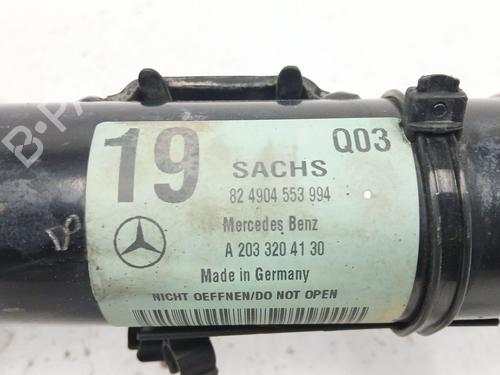 19
Q03
SACHS
82 4904 553 994
Mercedes Benz
A 203 320 41 30
Made in Germany
NICHT OEFFNEN/DO NOT OPEN